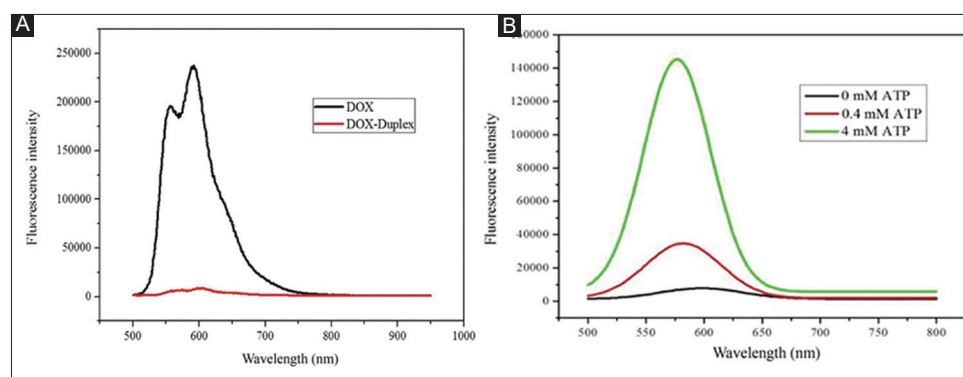 A
Fluorescence intensity
250000
200000
150000
100000
50000
0
500
600
700
800
900
1000
Wavelength (nm)
DOX
DOX-Duplex
B
Fluorescence intensity
160000
140000
120000
100000
80000
60000
40000
20000
0
500
550
600
650
700
750
800
Wavelength (nm)
0 mM ATP
0.4 mM ATP
4 mM ATP